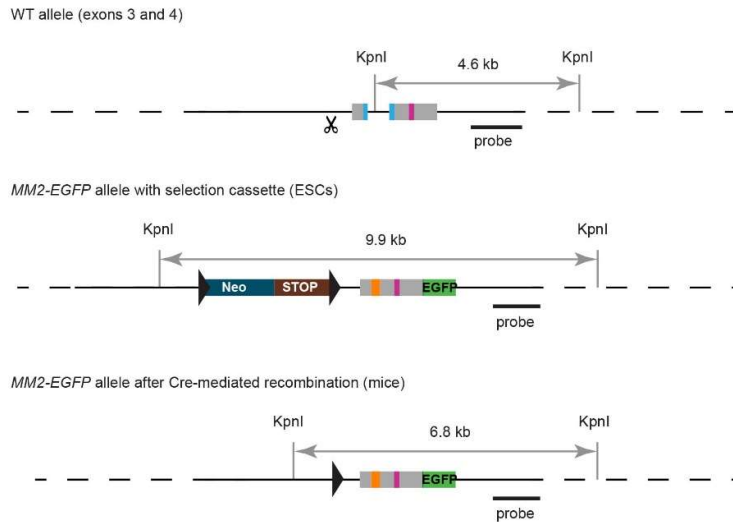 WT allele (exons 3 and 4)
KpnI KpnI
4.6 kb
probe
MM2-EGFP allele with selection cassette (ESCs)
KpnI KpnI
9.9 kb
Neo STOP EGFP
probe
MM2-EGFP allele after Cre-mediated recombination (mice)
KpnI KpnI
6.8 kb
EGFP
probe